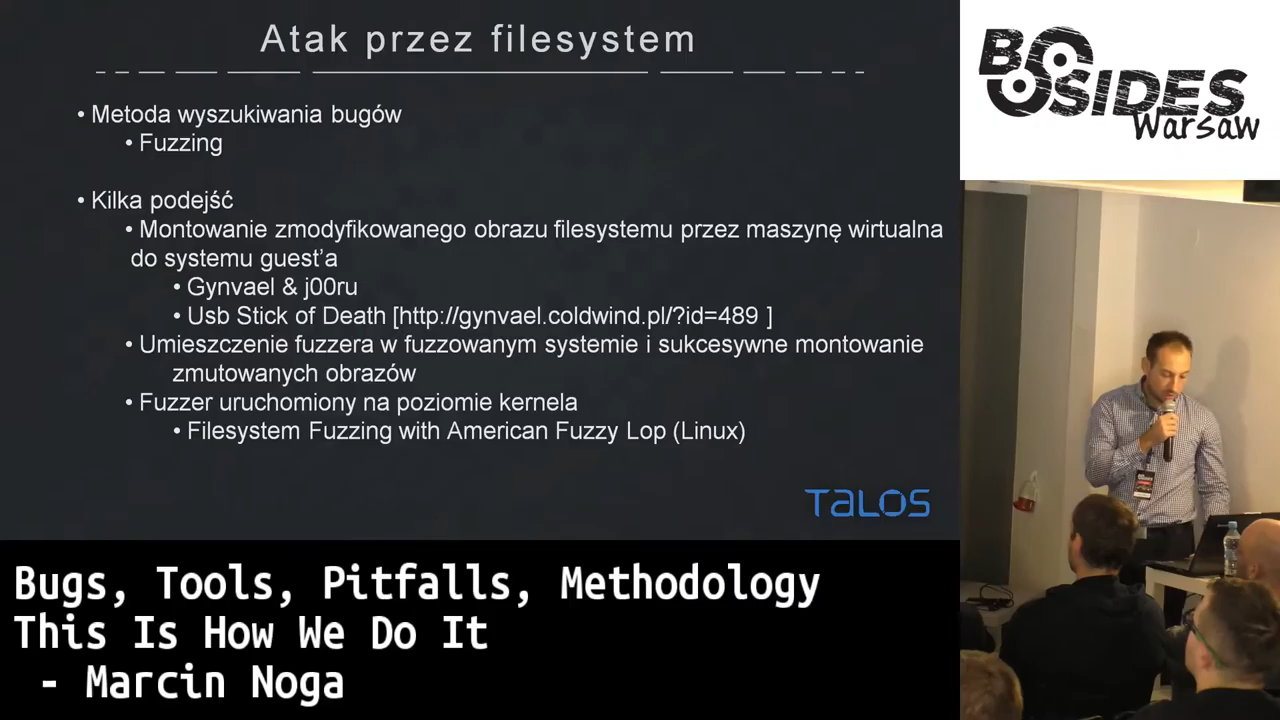 Atak przez filesystem
• Metoda wyszukiwania bugów
• Fuzzing
• Kilka podejść
• Montowanie zmodyfikowanego obrazu filesystemu przez maszynę wirtualna
do systemu guest’a
• Gynvael & j00ru
• Usb Stick of Death [http://gynvael.coldwind.pl/?id=489 ]
• Umieszczenie fuzzera w fuzzowanym systemie i sukcesywne montowanie
zmutowanych obrazów
• Fuzzer uruchomiony na poziomie kernela
• Filesystem Fuzzing with American Fuzzy Lop (Linux)
TALOS
BSIDES
Warsaw
Bugs, Tools, Pitfalls, Methodology
This Is How We Do It
- Marcin Noga